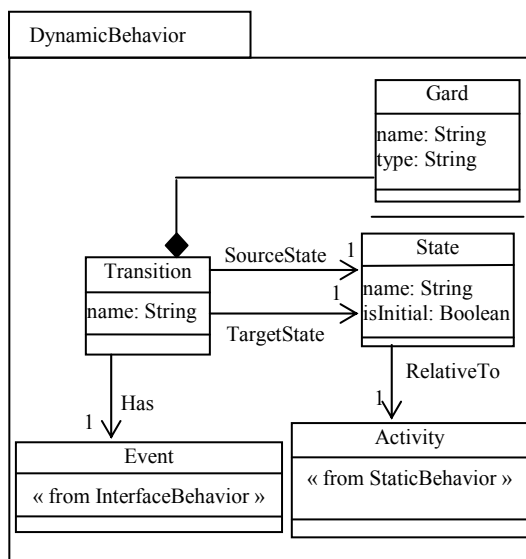 DynamicBehavior
Gard
name: String
type: String
SourceState
1
State
Transition
name: String
name: String
isInitial: Boolean
1
TargetState
Has
1
RelativeTo
1
Event
« from InterfaceBehavior »
Activity
« from StaticBehavior »